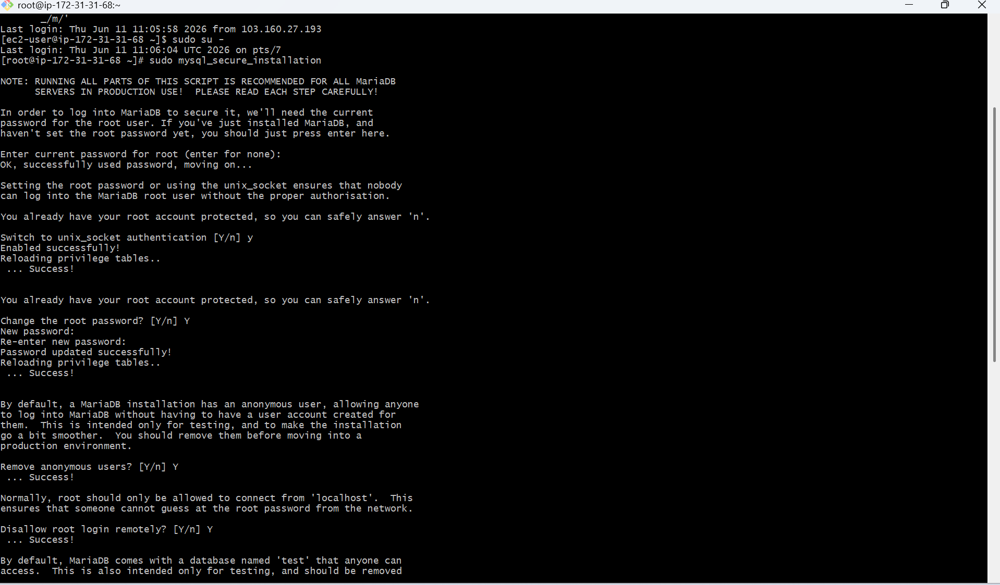 root@ip-172-31-31-68:~
_/m/'
Last login: Thu Jun 11 11:05:58 2026 from 103.160.27.193
[ec2-user@ip-172-31-31-68 ~]$ sudo su -
Last login: Thu Jun 11 11:06:04 UTC 2026 on pts/7
[root@ip-172-31-31-68 ~]# sudo mysql_secure_installation
NOTE: RUNNING ALL PARTS OF THIS SCRIPT IS RECOMMENDED FOR ALL MariaDB
SERVERS IN PRODUCTION USE!  PLEASE READ EACH STEP CAREFULLY!
In order to log into MariaDB to secure it, we'll need the current
password for the root user. If you've just installed MariaDB, and
haven't set the root password yet, you should just press enter here.
Enter current password for root (enter for none):
OK, successfully used password, moving on...
Setting the root password or using the unix_socket ensures that nobody
can log into the MariaDB root user without the proper authorisation.
You already have your root account protected, so you can safely answer 'n'.
Switch to unix_socket authentication [Y/n] y
Enabled successfully!
Reloading privilege tables..
... Success!
You already have your root account protected, so you can safely answer 'n'.
Change the root password? [Y/n] Y
New password:
Re-enter new password:
Password updated successfully!
Reloading privilege tables..
... Success!
By default, a MariaDB installation has an anonymous user, allowing anyone
to log into MariaDB without having to have a user account created for
them.  This is intended only for testing, and to make the installation
go a bit smoother.  You should remove them before moving into a
production environment.
Remove anonymous users? [Y/n] Y
... Success!
Normally, root should only be allowed to connect from 'localhost'.  This
ensures that someone cannot guess at the root password from the network.
Disallow root login remotely? [Y/n] Y
... Success!
By default, MariaDB comes with a database named 'test' that anyone can
access.  This is also intended only for testing, and should be removed